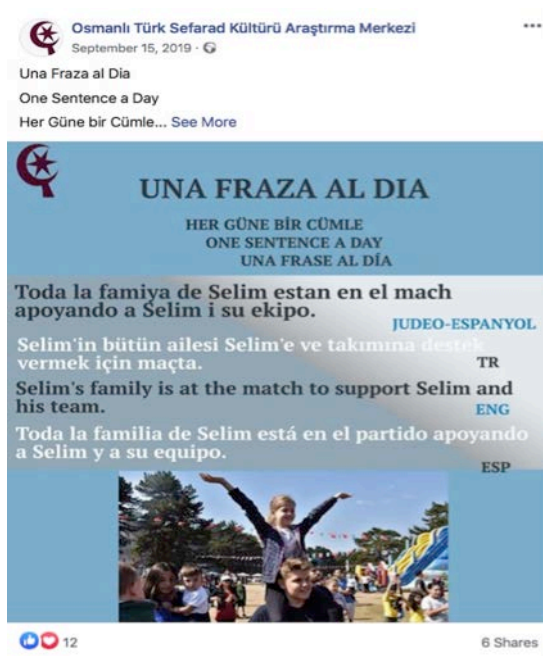 Osmanlı Türk Sefarad Kültürü Araştırma Merkezi
September 15, 2019 ·
Una Fraza al Dia
One Sentence a Day
Her Güne bir Cümle... See More
UNA FRAZA AL DIA
HER GÜNE BİR CÜMLE
ONE SENTENCE A DAY
UNA FRASE AL DÍA
Toda la famiya de Selim estan en el mach
apoyando a Selim i su ekipo.
JUDEO-ESPANYOL
Selim'in bütün ailesi Selim'e ve takımına destek
vermek için maçta.
TR
Selim's family is at the match to support Selim and
his team.
ENG
Toda la familia de Selim está en el partido apoyando
a Selim y a su equipo.
ESP
12
6 Shares